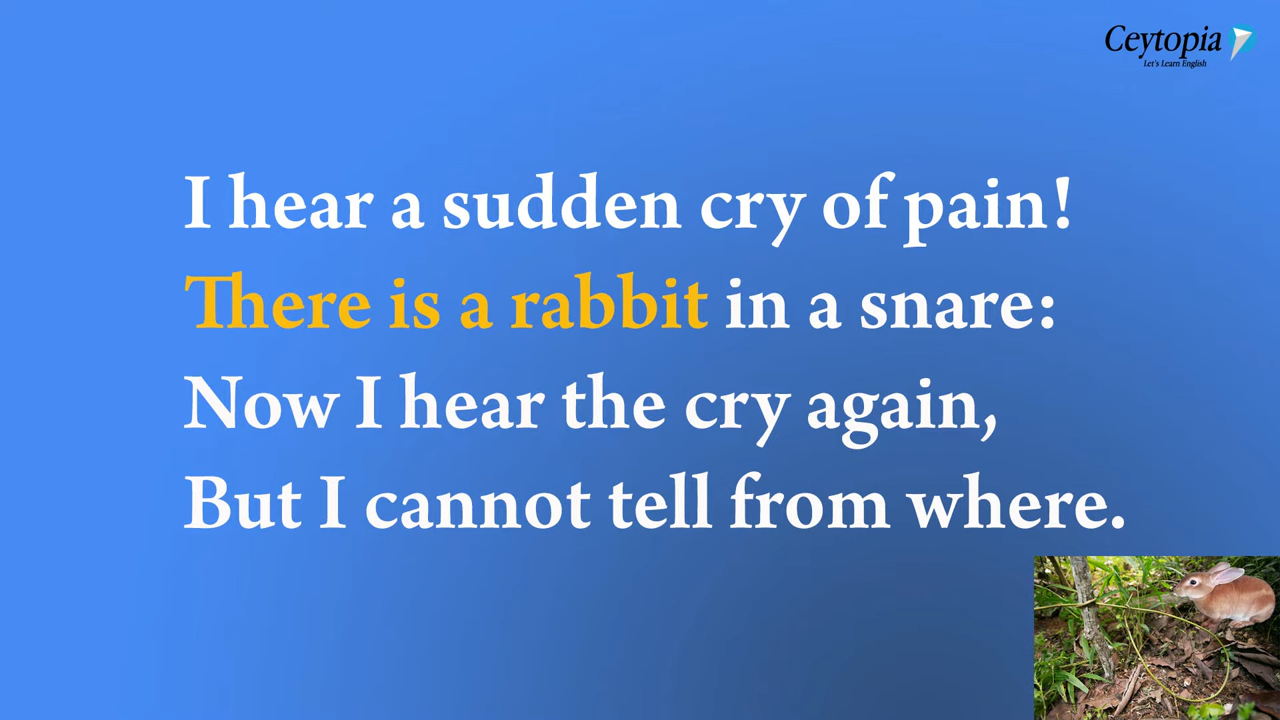 Ceytopia
Let's Learn English
I hear a sudden cry of pain!
There is a rabbit in a snare:
Now I hear the cry again,
But I cannot tell from where.